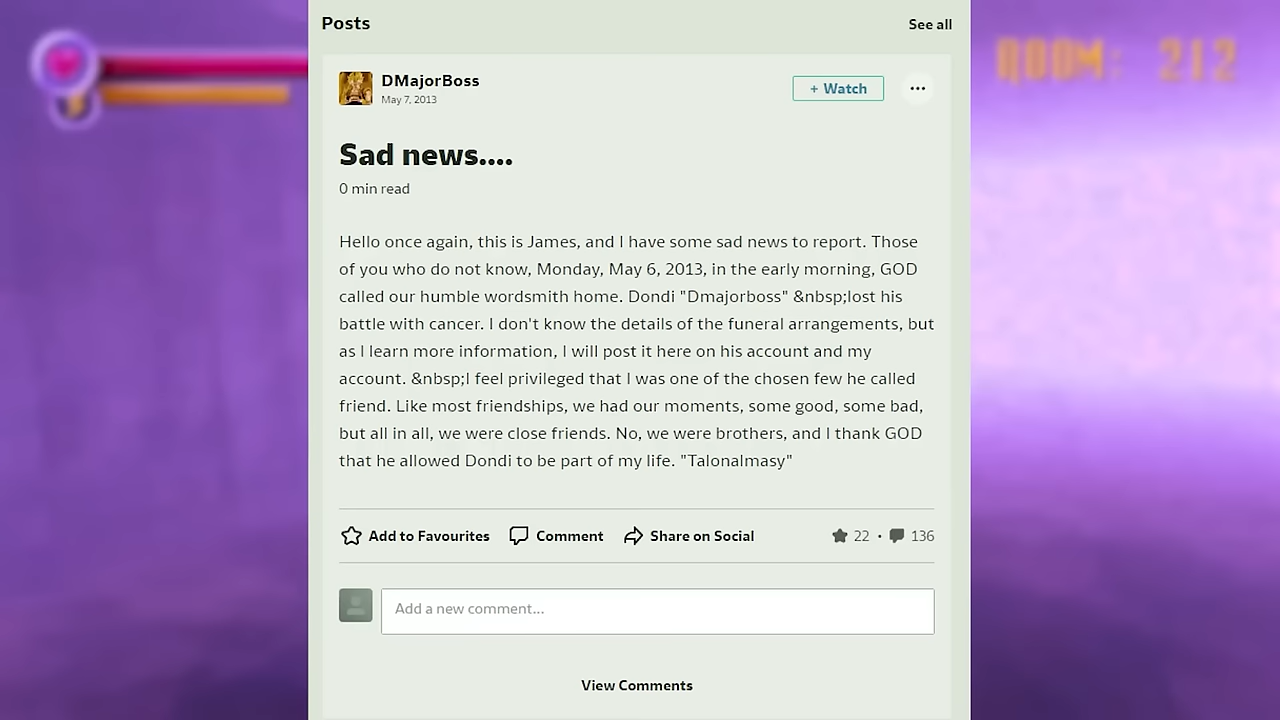 Posts
See all
ROOM: 212
DMajorBoss
May 7, 2013
+ Watch
Sad news....
0 min read
Hello once again, this is James, and I have some sad news to report. Those
of you who do not know, Monday, May 6, 2013, in the early morning, GOD
called our humble wordsmith home. Dondi "Dmajorboss" &nbsp;lost his
battle with cancer. I don't know the details of the funeral arrangements, but
as I learn more information, I will post it here on his account and my
account. &nbsp;I feel privileged that I was one of the chosen few he called
friend. Like most friendships, we had our moments, some good, some bad,
but all in all, we were close friends. No, we were brothers, and I thank GOD
that he allowed Dondi to be part of my life. "Talonalmasy"
Add to Favourites
Comment
Share on Social
22 • 136
Add a new comment...
View Comments